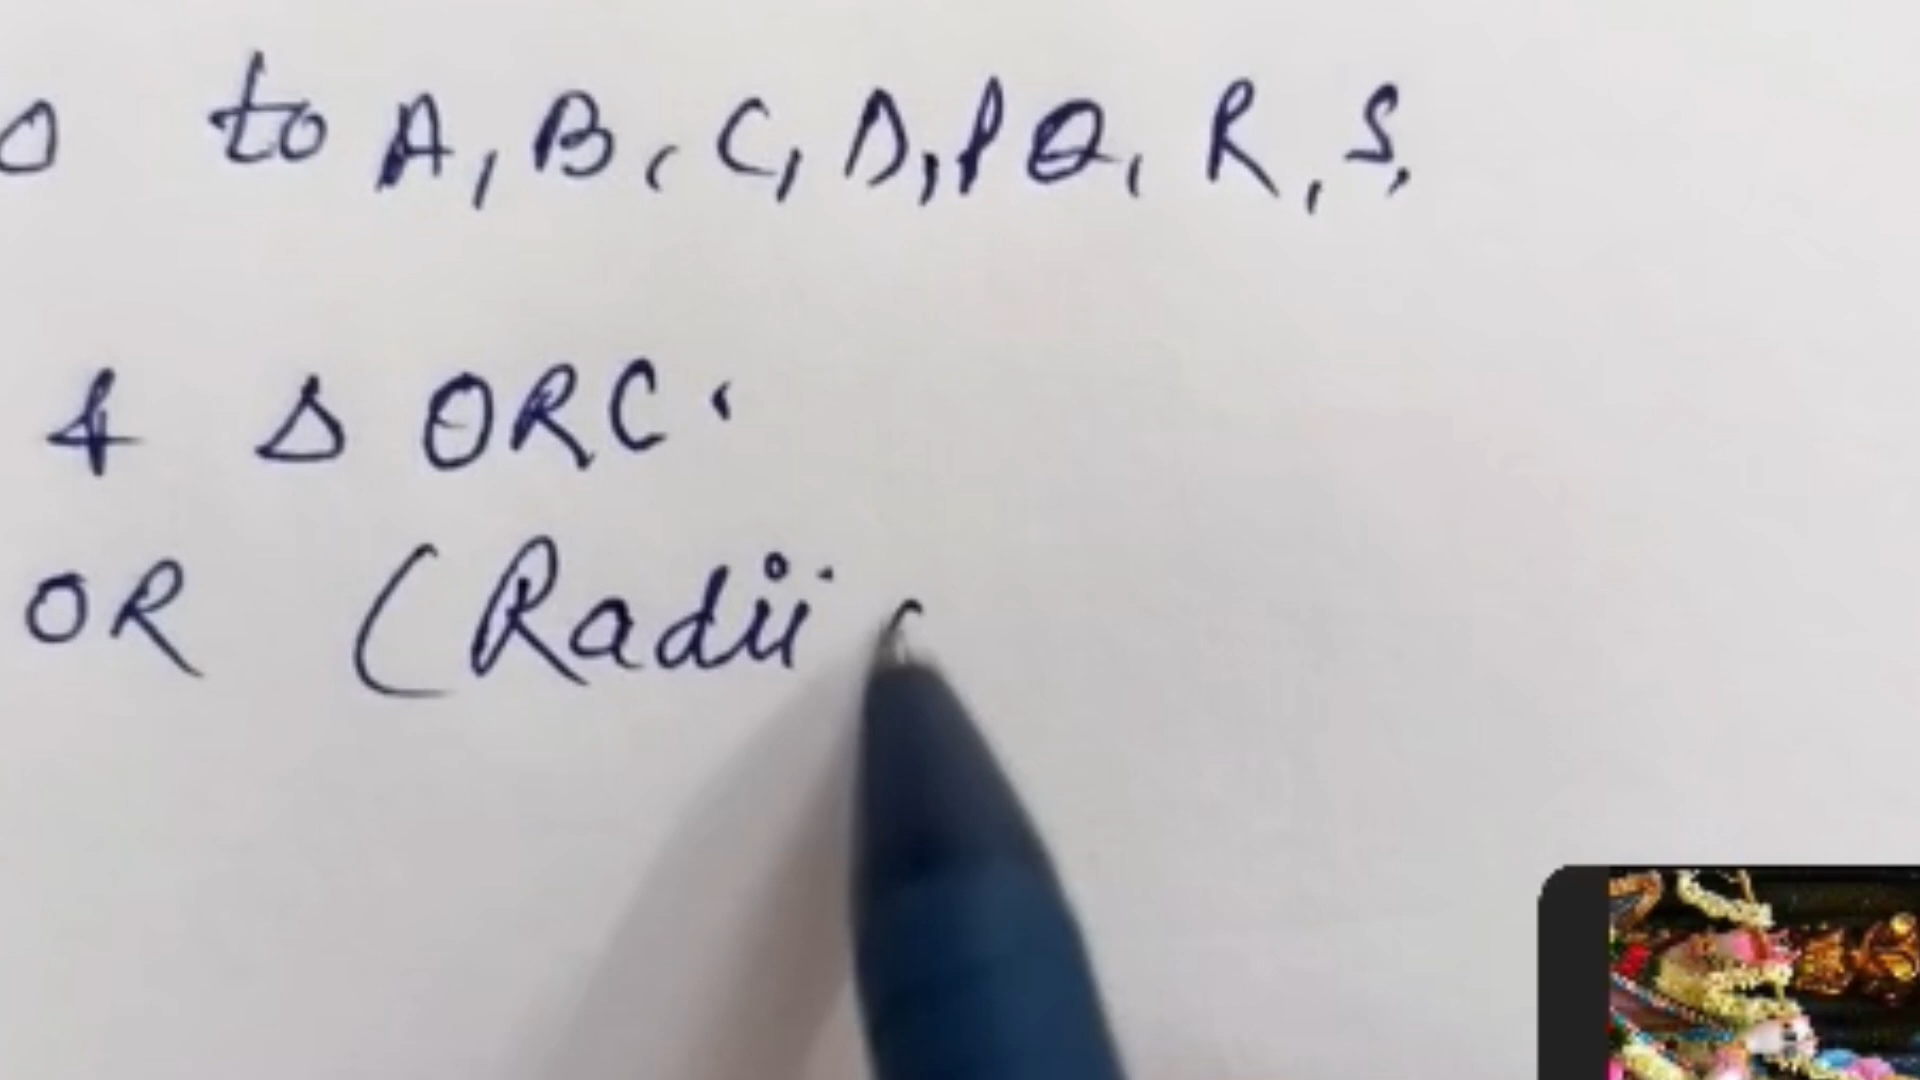 O to A, B, C, D, P Q, R, S.
& Δ ORC.
OR (Radii